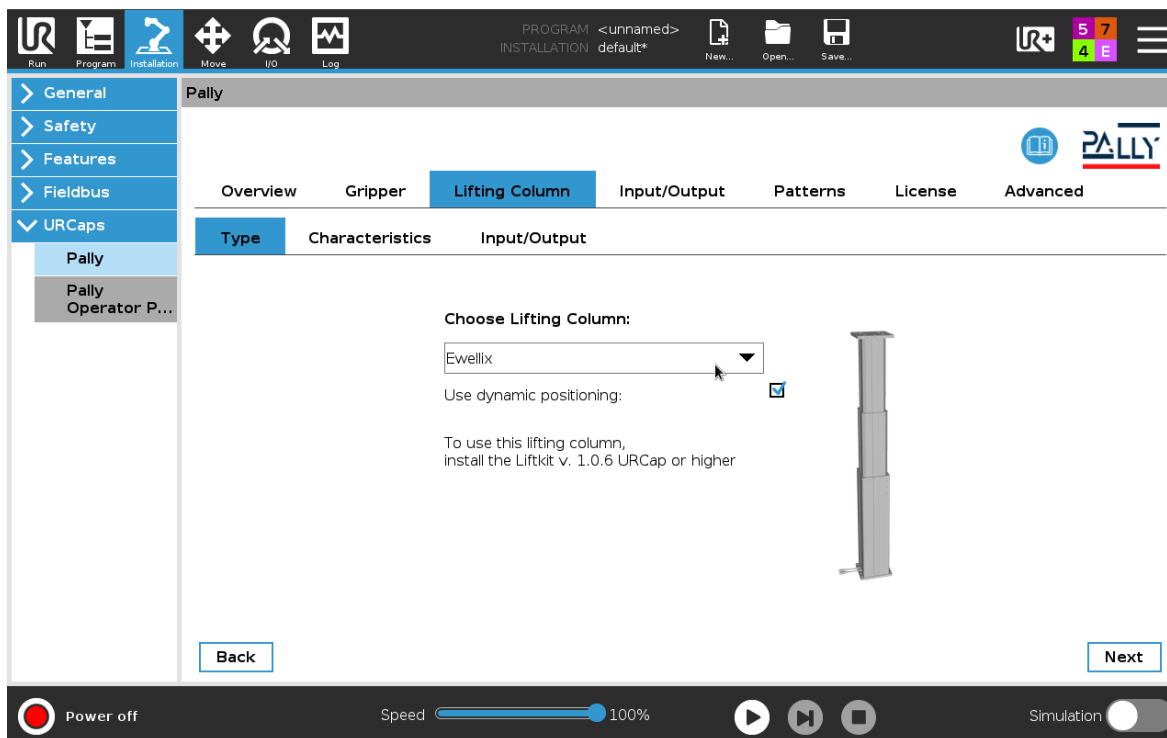 PROGRAM <unnamed>
INSTALLATION default*
Run Program Installation Move I/O Log New... Open... Save...
UR+ 5 7
4 E
General
Safety
Features
Fieldbus
URCaps
Pally
Pally
Operator P...
Pally
PALLY
Overview Gripper Lifting Column Input/Output Patterns License Advanced
Type Characteristics Input/Output
Choose Lifting Column:
Ewellix
Use dynamic positioning:
To use this lifting column,
install the Liftkit v. 1.0.6 URCap or higher
Back Next
Power off Speed 100% Simulation